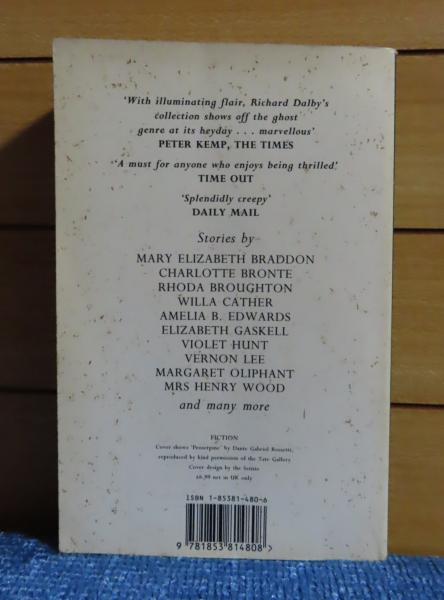 'With illuminating flair, Richard Dalby's
collection shows off the ghost
genre at its heyday . . . marvellous'
PETER KEMP, THE TIMES
'A must for anyone who enjoys being thrilled'
TIME OUT
'Splendidly creepy'
DAILY MAIL
Stories by
MARY ELIZABETH BRADDON
CHARLOTTE BRONTE
RHODA BROUGHTON
WILLA CATHER
AMELIA B. EDWARDS
ELIZABETH GASKELL
VIOLET HUNT
VERNON LEE
MARGARET OLIPHANT
MRS HENRY WOOD
and many more
FICTION
Cover shows 'Proserpine' by Dante Gabriel Rossetti,
reproduced by kind permission of the Tate Gallery
Cover design by the Senate
£6.99 net in UK only
ISBN 1-85381-480-6
9 781853 814808 >